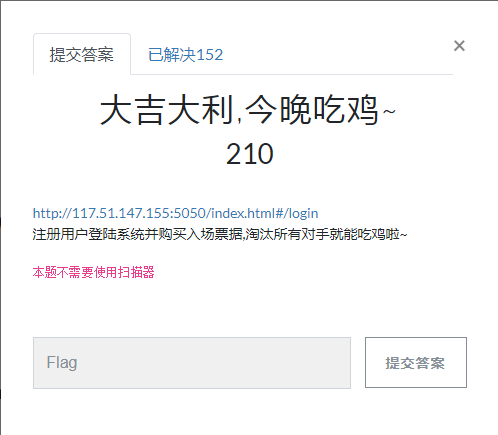 提交答案 已解决152 ×
大吉大利,今晚吃鸡~
210
http://117.51.147.155:5050/index.html#/login
注册用户登陆系统并购买入场票据,淘汰所有对手就能吃鸡啦~
本题不需要使用扫描器
Flag 提交答案